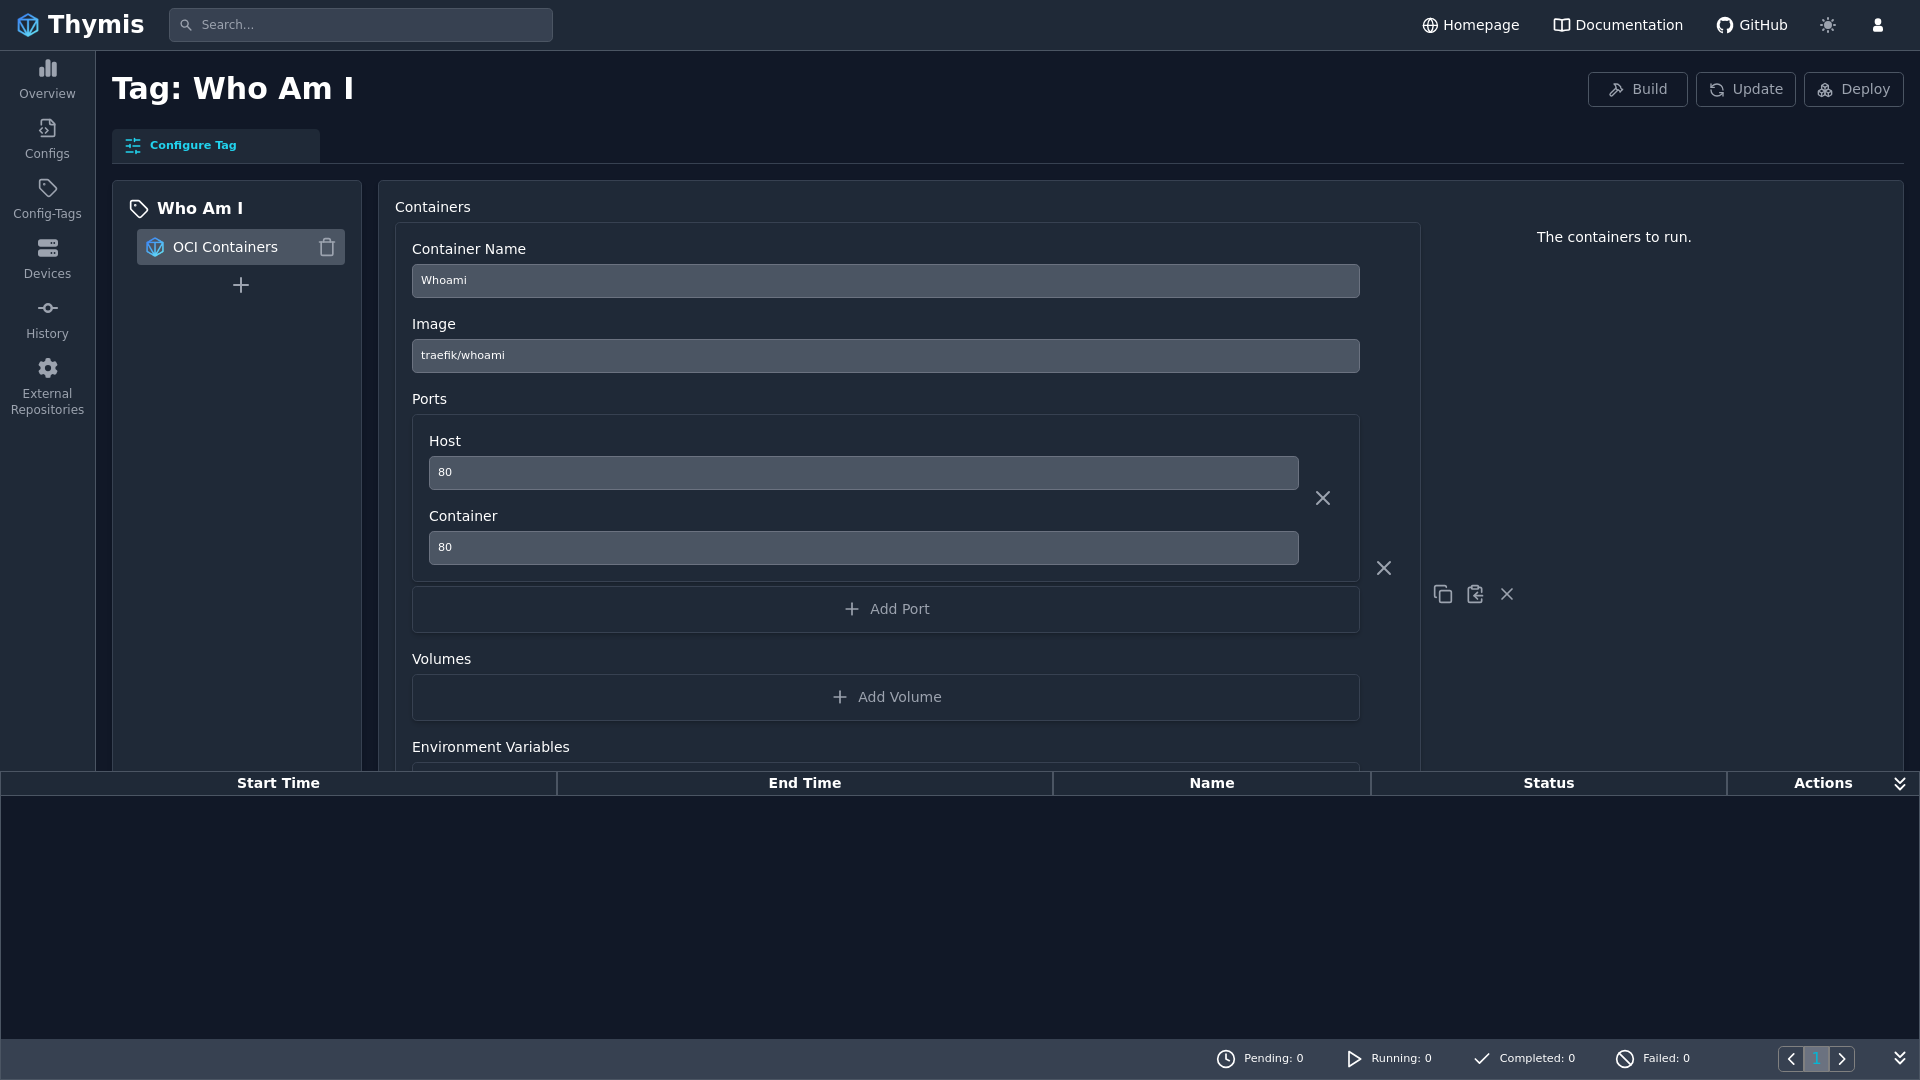 Thymis
Search...
Homepage
Documentation
GitHub
Overview
Configs
Config-Tags
Devices
History
External
Repositories
Tag: Who Am I
Build
Update
Deploy
Configure Tag
Who Am I
OCI Containers
Containers
The containers to run.
Container Name
Whoami
Image
traefik/whoami
Ports
Host
80
Container
80
Add Port
Volumes
Add Volume
Environment Variables
Start Time
End Time
Name
Status
Actions
Pending: 0
Running: 0
Completed: 0
Failed: 0
1